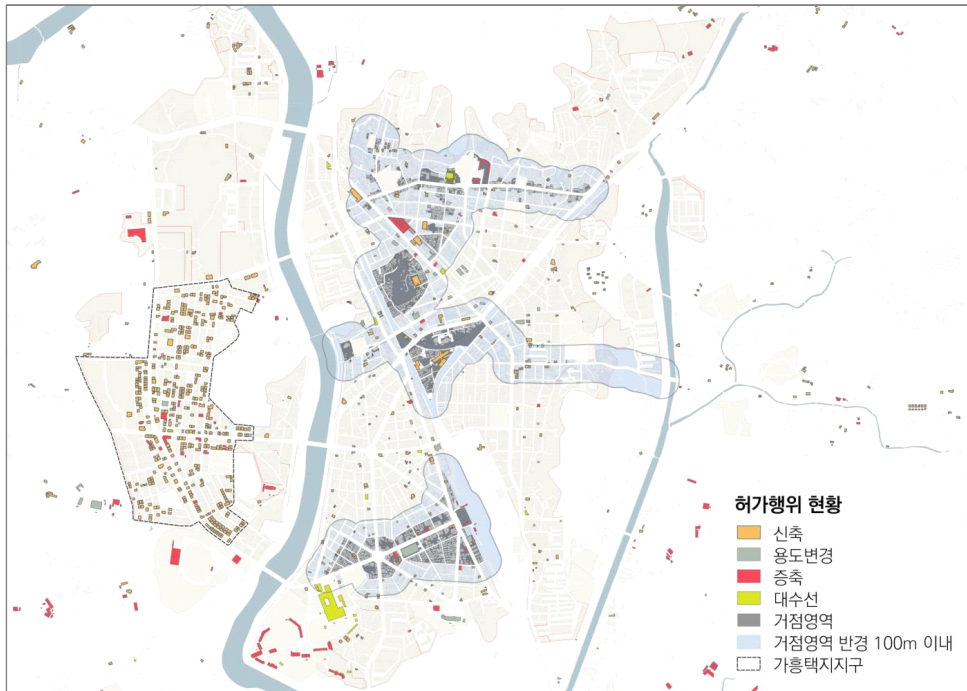 허가행위 현황
신축
용도변경
증축
대수선
거점영역
거점영역 반경 100m 이내
가흥택지지구